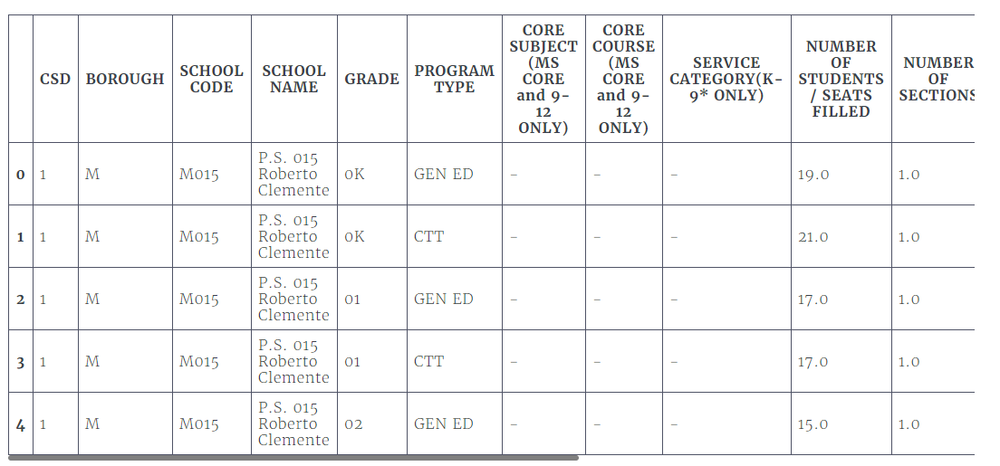 CSD BOROUGH SCHOOL CODE SCHOOL NAME GRADE PROGRAM TYPE CORE SUBJECT (MS CORE and 9-12 ONLY) CORE COURSE (MS CORE and 9-12 ONLY) SERVICE CATEGORY(K-9* ONLY) NUMBER OF STUDENTS / SEATS FILLED NUMBER OF SECTIONS
0 1 M M015 P.S. 015 Roberto Clemente 0K GEN ED - - - 19.0 1.0
1 1 M M015 P.S. 015 Roberto Clemente 0K CTT - - - 21.0 1.0
2 1 M M015 P.S. 015 Roberto Clemente 01 GEN ED - - - 17.0 1.0
3 1 M M015 P.S. 015 Roberto Clemente 01 CTT - - - 17.0 1.0
4 1 M M015 P.S. 015 Roberto Clemente 02 GEN ED - - - 15.0 1.0